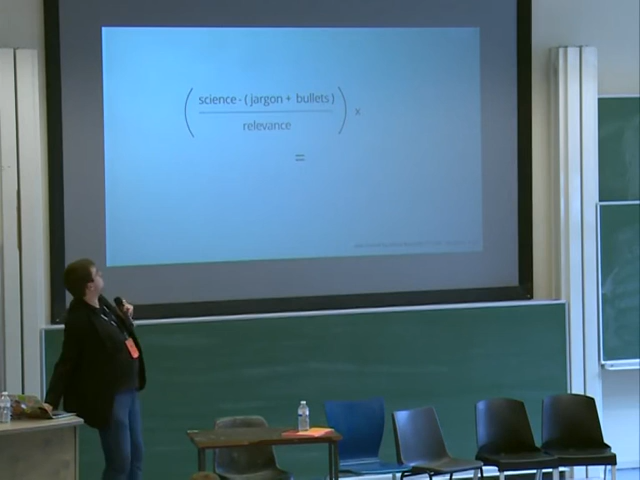 ( science - ( jargon + bullets ) ) x
relevance
=